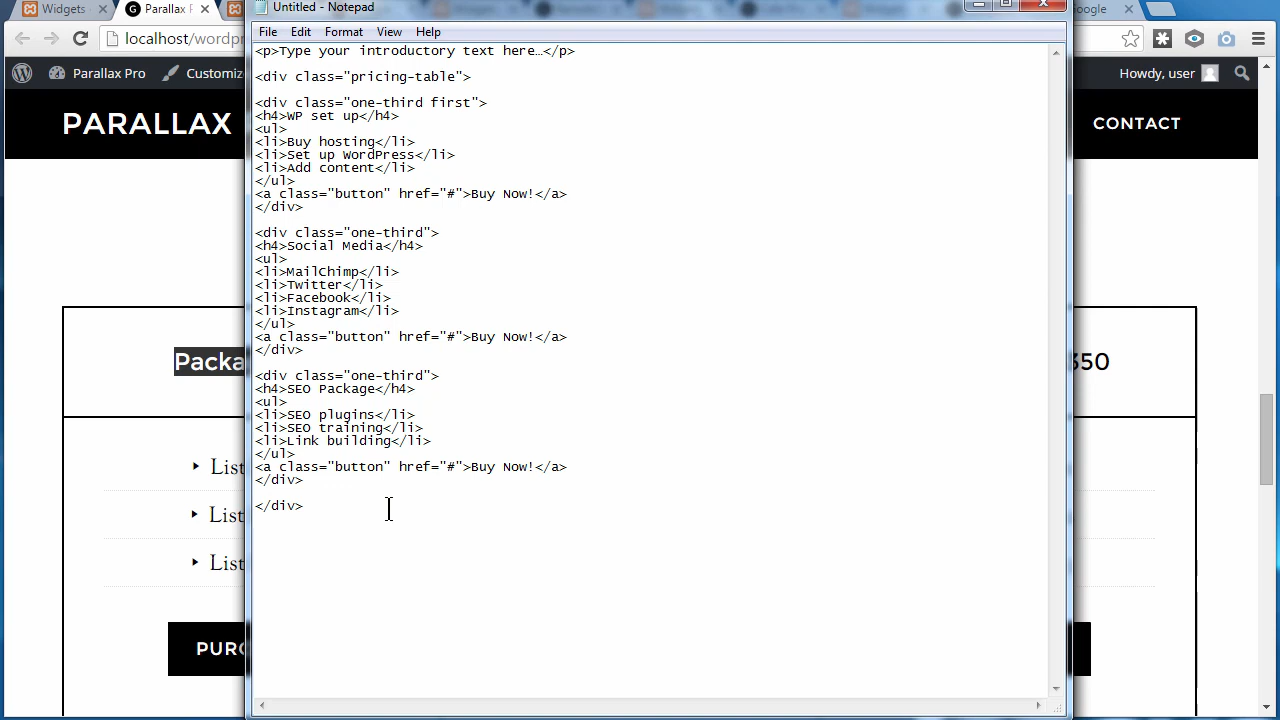 Widgets
Parallax P
Untitled - Notepad
Google
localhost/wordpr
File Edit Format View Help
Parallax Pro
Customiz
Howdy, user
PARALLAX
CONTACT
<p>Type your introductory text here…</p>
<div class="pricing-table">
<div class="one-third first">
<h4>WP set up</h4>
<ul>
<li>Buy hosting</li>
<li>Set up WordPress</li>
<li>Add content</li>
</ul>
<a class="button" href="#">Buy Now!</a>
</div>
<div class="one-third">
<h4>Social Media</h4>
<ul>
<li>MailChimp</li>
<li>Twitter</li>
<li>Facebook</li>
<li>Instagram</li>
</ul>
<a class="button" href="#">Buy Now!</a>
</div>
<div class="one-third">
<h4>SEO Package</h4>
<ul>
<li>SEO plugins</li>
<li>SEO training</li>
<li>Link building</li>
</ul>
<a class="button" href="#">Buy Now!</a>
</div>
</div>
Packa
350
List
List
List
PURC